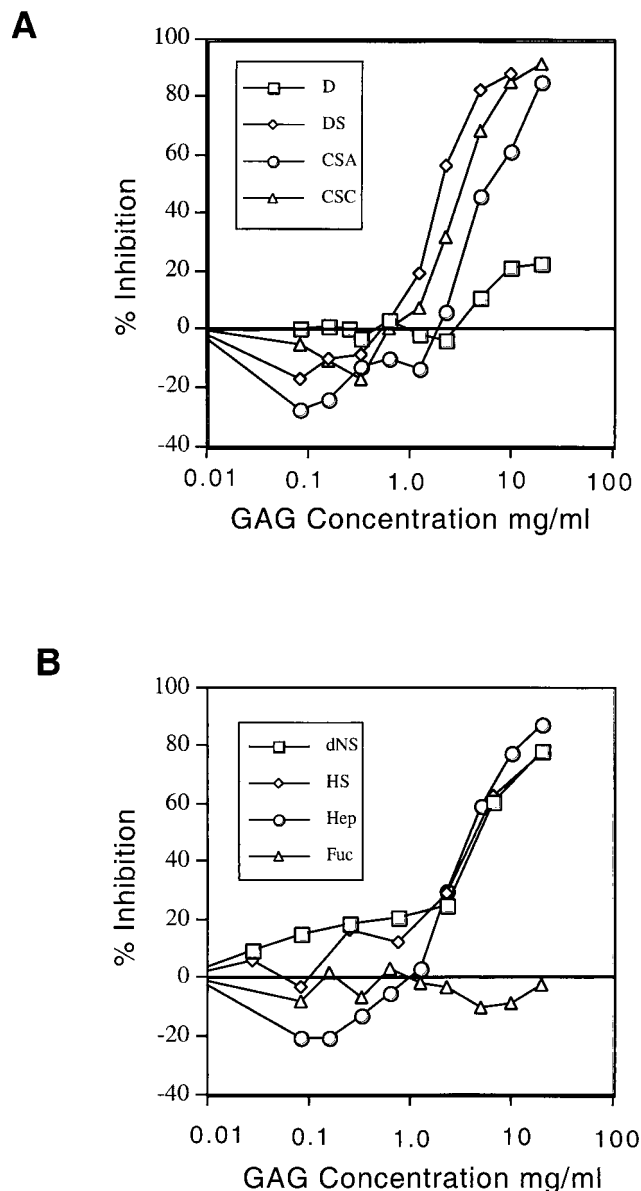 A
100
80
60
40
20
0
-20
-40
% Inhibition
D
DS
CSA
CSC
0.01 0.1 1.0 10 100
GAG Concentration mg/ml
B
100
80
60
40
20
0
-20
-40
% Inhibition
dNS
HS
Hep
Fuc
0.01 0.1 1.0 10 100
GAG Concentration mg/ml